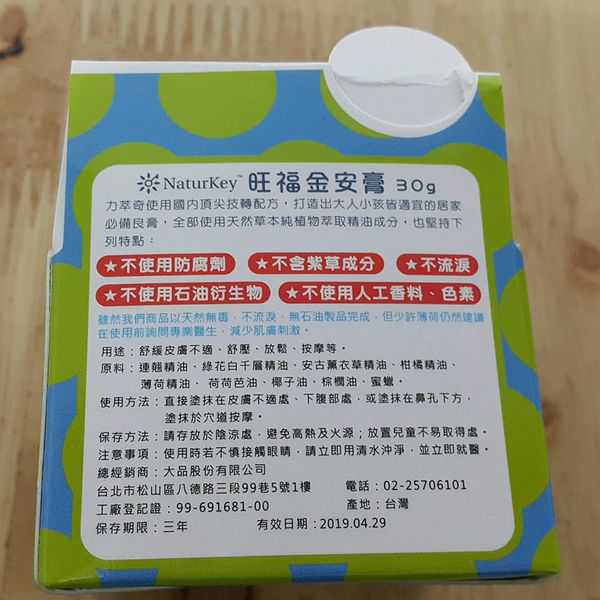 NaturKey™ 旺福金安膏 30g
力萃奇使用國內頂尖技轉配方，打造出大人小孩皆適宜的居家
必備良膏，全部使用天然草本純植物萃取精油成分，也堅持下
列特點：
★不使用防腐劑 ★不含紫草成分 ★不流淚
★不使用石油衍生物 ★不使用人工香料、色素
雖然我們商品以天然無毒，不流淚，無石油製品完成，但少許薄荷仍然建議
在使用前詢問專業醫生，減少肌膚刺激。
用途：舒緩皮膚不適、舒壓、放鬆、按摩等。
原料：連翹精油、綠花白千層精油、安古薰衣草精油、柑橘精油、
薄荷精油、荷荷芭油、椰子油、棕櫚油、蜜蠟。
使用方法：直接塗抹在皮膚不適處、下腹部處，或塗抹在鼻孔下方，
塗抹於穴道按摩。
保存方法：請存放於陰涼處，避免高熱及火源；放置兒童不易取得處。
注意事項：使用時若不慎接觸眼睛，請立即用清水沖淨，並立即就醫。
總經銷商：大品股份有限公司
台北市松山區八德路三段99巷5號1樓 電話：02-25706101
工廠登記證：99-691681-00 產地：台灣
保存期限：三年 有效日期：2019.04.29